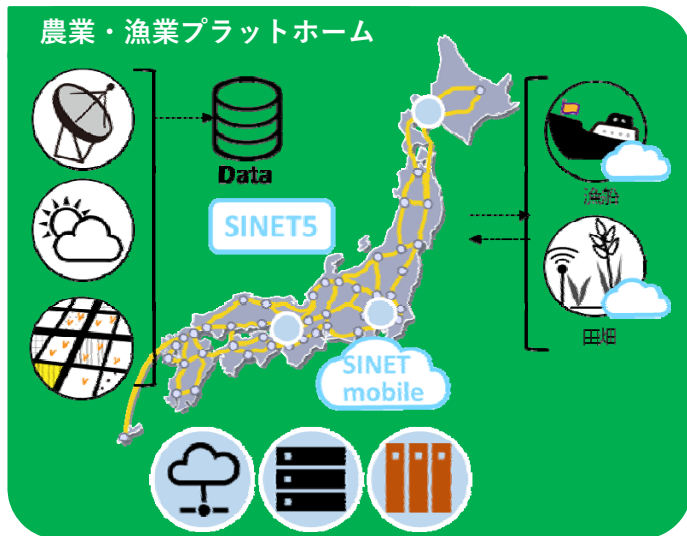 農業・漁業プラットホーム
Data
SINET5
漁船
田畑
SINET
mobile